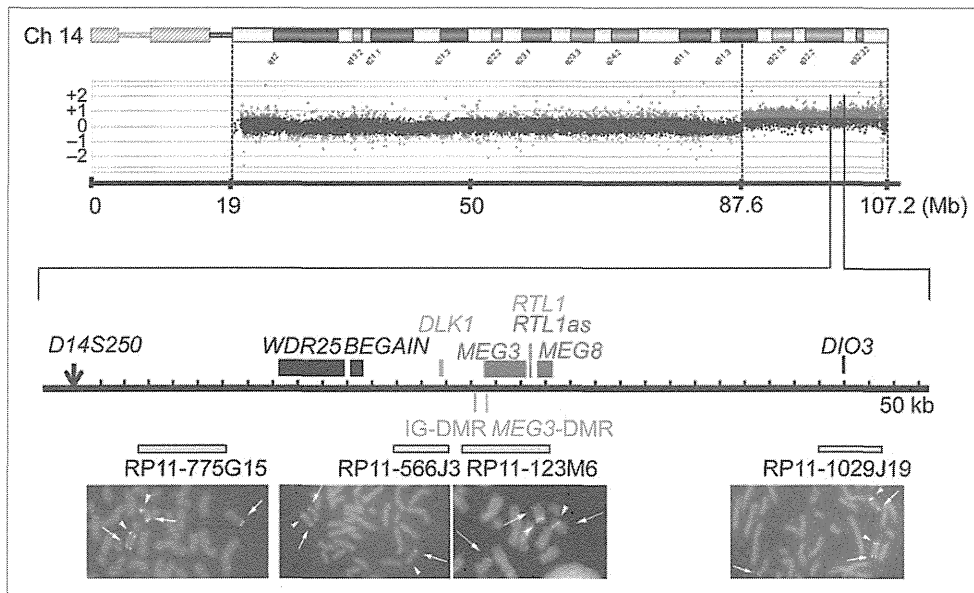 Ch 14
+2
+1
0
−1
−2
0 19 50 87.6 107.2 (Mb)
RTL1
DLK1 RTL1as
D14S250 WDR25 BEGAIN MEG3 MEG8 DIO3
50 kb
IG-DMR MEG3-DMR
RP11-775G15 RP11-566J3 RP11-123M6 RP11-1029J19